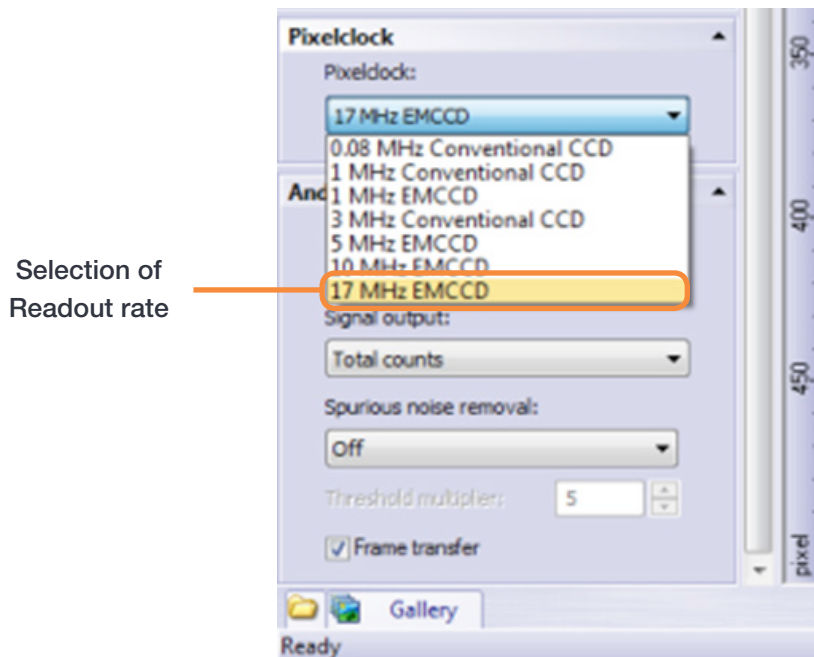 Pixelclock
Pixelclock:
17 MHz EMCCD
0.08 MHz Conventional CCD
1 MHz Conventional CCD
And
1 MHz EMCCD
3 MHz Conventional CCD
5 MHz EMCCD
10 MHz EMCCD
17 MHz EMCCD
Selection of
Readout rate
Signal output:
Total counts
Spurious noise removal:
Off
Threshold multiplier:
5
Frame transfer
Gallery
Ready
350
400
450
pixel